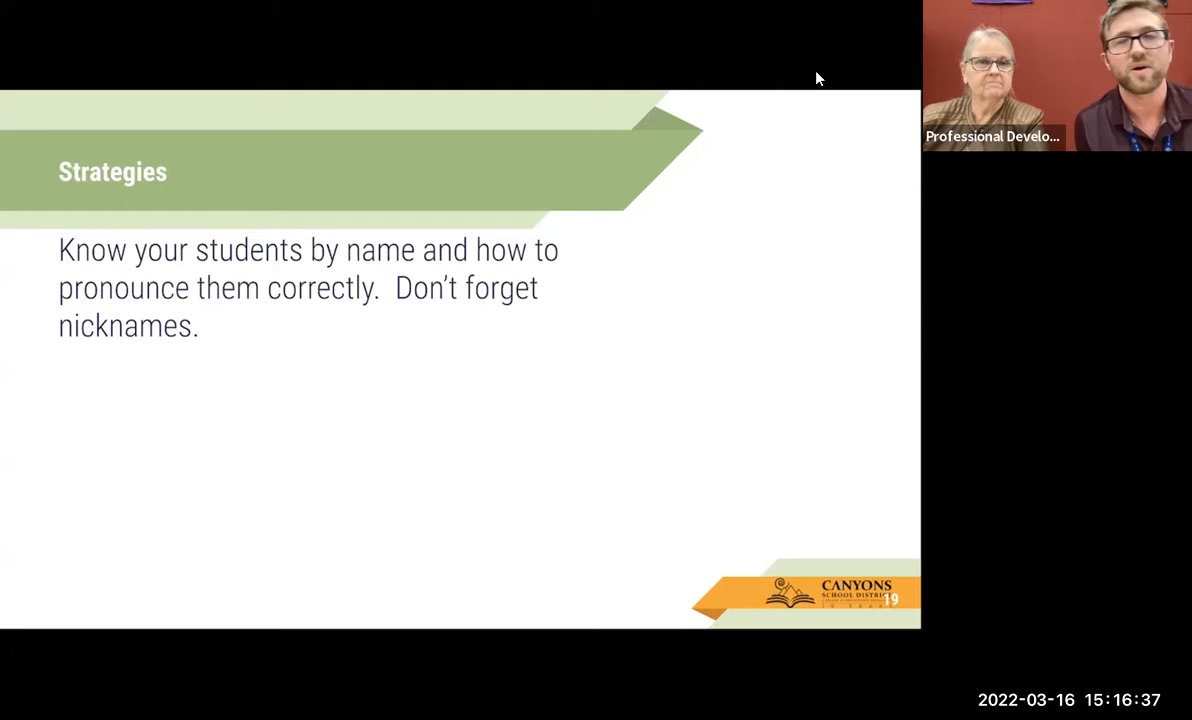 Professional Develo...
Strategies
Know your students by name and how to
pronounce them correctly.  Don't forget
nicknames.
CANYONS
SCHOOL DISTRICT
19
2022-03-16 15:16:37